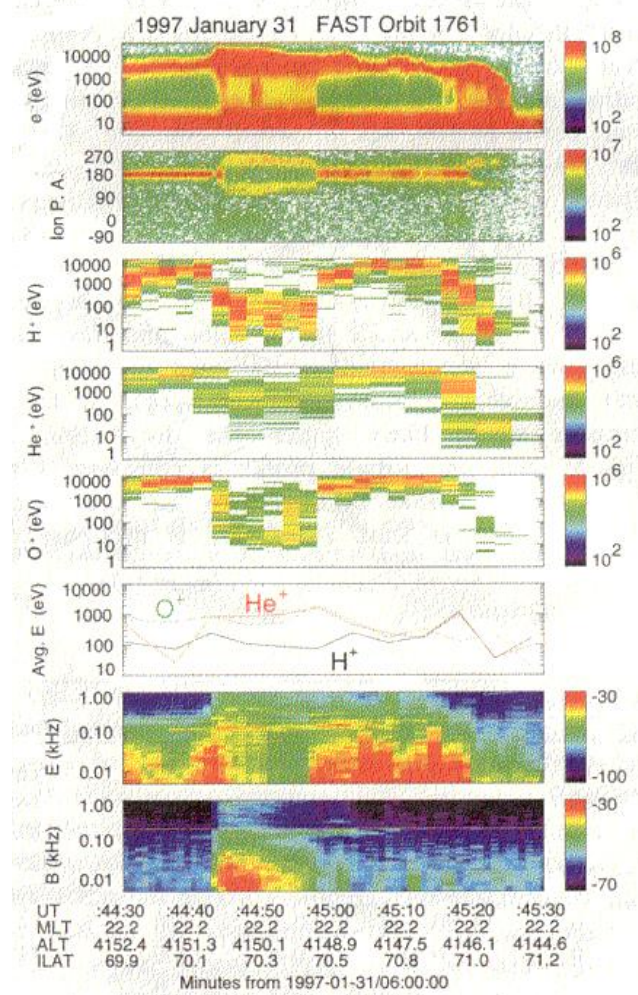 1997 January 31 FAST Orbit 1761
e⁻ (eV)
10000
1000
100
10
10⁸
10²
Ion P. A.
270
180
90
0
-90
10⁷
10²
H⁺ (eV)
10000
1000
100
10
1
10⁶
10²
He⁺ (eV)
10000
1000
100
10
1
10⁶
10²
O⁺ (eV)
10000
1000
100
10
1
10⁶
10²
Avg. E (eV)
10000
1000
100
10
O⁺
He⁺
H⁺
E (kHz)
1.00
0.10
0.01
-30
-100
B (kHz)
1.00
0.10
0.01
-30
-70
UT :44:30 :44:40 :44:50 :45:00 :45:10 :45:20 :45:30
MLT 22.2 22.2 22.2 22.2 22.2 22.2 22.2
ALT 4152.4 4151.3 4150.1 4148.9 4147.5 4146.1 4144.6
ILAT 69.9 70.1 70.3 70.5 70.8 71.0 71.2
Minutes from 1997-01-31/06:00:00